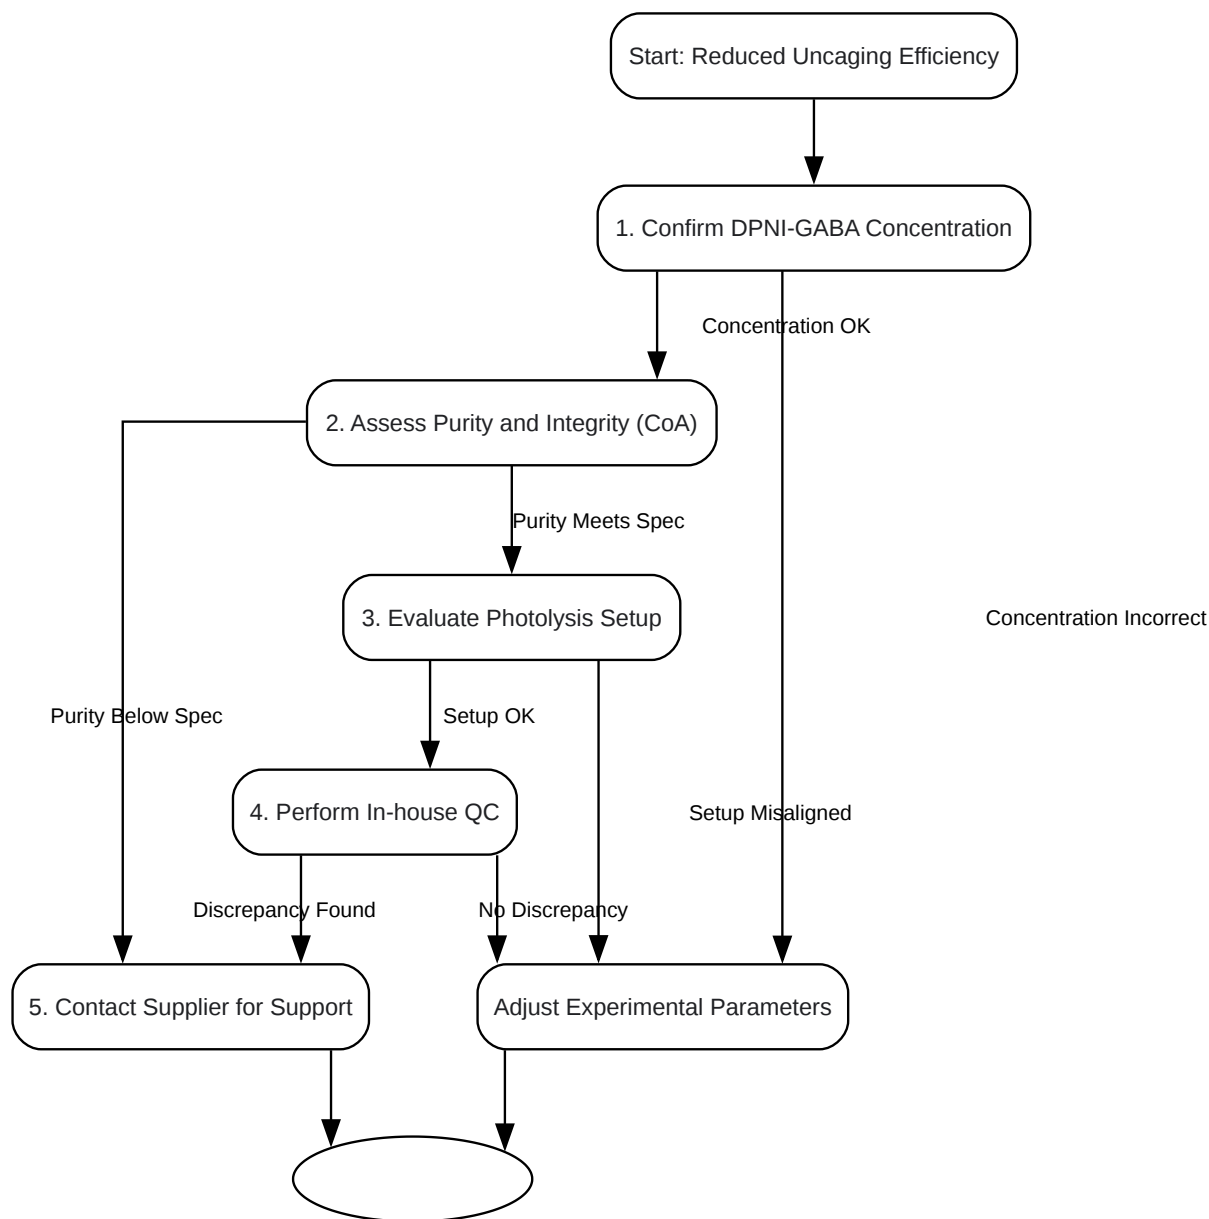 Start: Reduced Uncaging Efficiency
1. Confirm DPNI-GABA Concentration
Concentration OK
2. Assess Purity and Integrity (CoA)
Purity Meets Spec
3. Evaluate Photolysis Setup
Concentration Incorrect
Purity Below Spec
Setup OK
4. Perform In-house QC
Setup Misaligned
Discrepancy Found
No Discrepancy
5. Contact Supplier for Support
Adjust Experimental Parameters